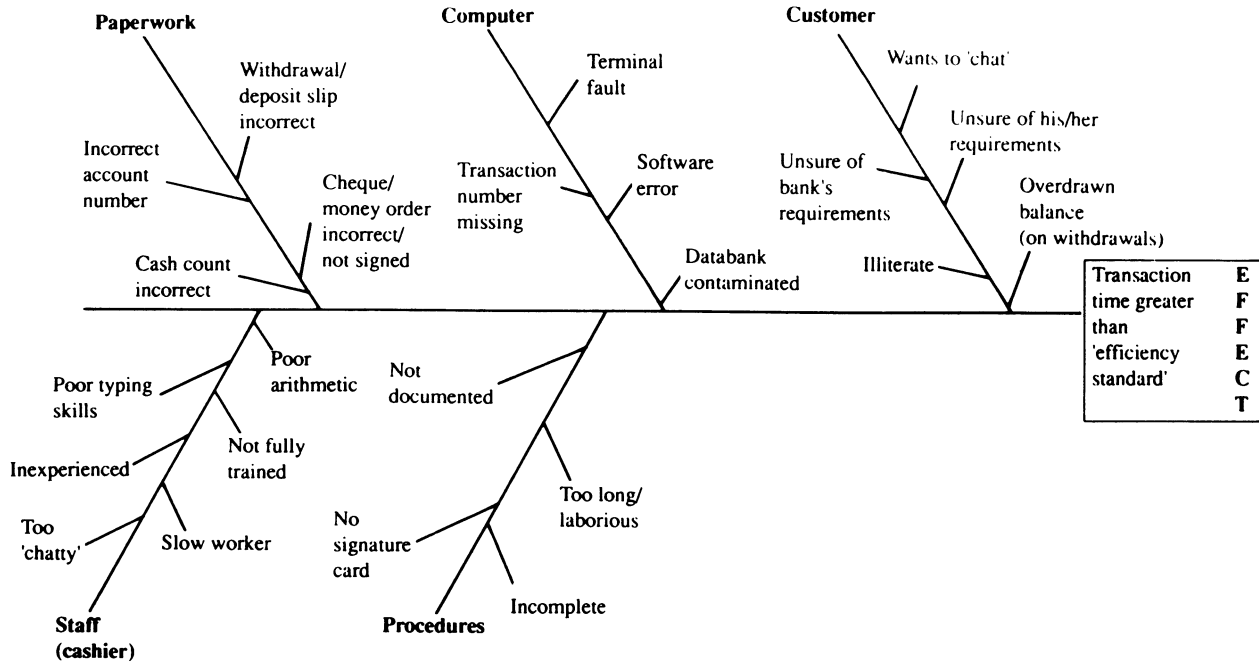 Paperwork
Computer
Customer
Withdrawal/
deposit slip
incorrect
Incorrect
account
number
Cheque/
money order
incorrect/
not signed
Cash count
incorrect
Terminal
fault
Transaction
number
missing
Software
error
Databank
contaminated
Wants to 'chat'
Unsure of his/her
requirements
Unsure of
bank's
requirements
Overdrawn
balance
(on withdrawals)
Illiterate
Transaction
time greater
than
'efficiency
standard'
E
F
F
E
C
T
Poor
arithmetic
Poor typing
skills
Not fully
trained
Inexperienced
Too
'chatty'
Slow worker
Staff
(cashier)
Not
documented
Too long/
laborious
No
signature
card
Incomplete
Procedures